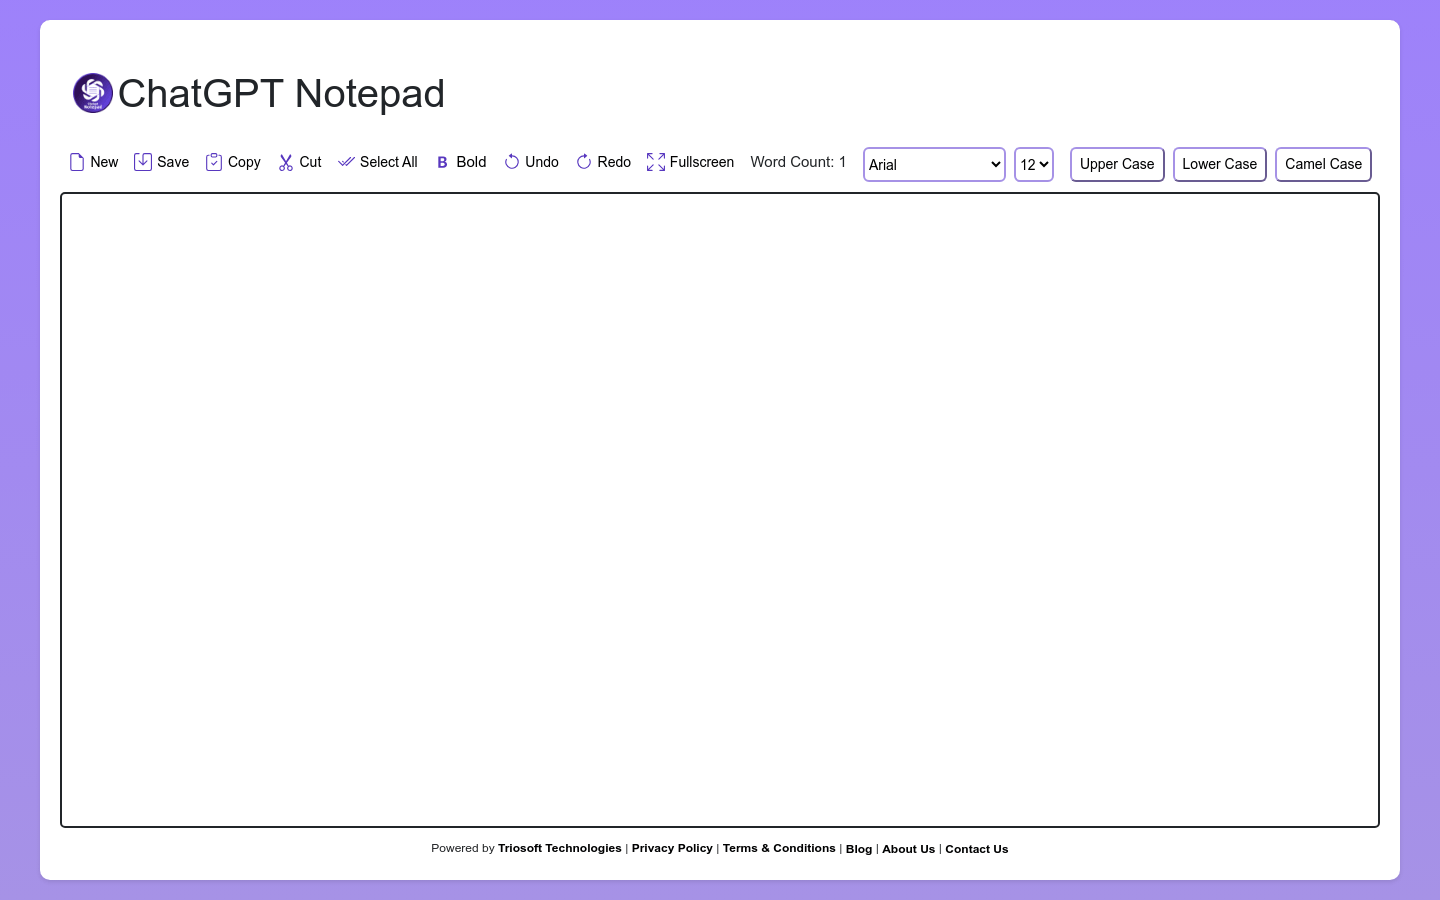 ChatGPT Notepad
New Save Copy Cut Select All B Bold Undo Redo Fullscreen Word Count: 1 Arial 12 Upper Case Lower Case Camel Case
Powered by Triosoft Technologies | Privacy Policy | Terms & Conditions | Blog | About Us | Contact Us